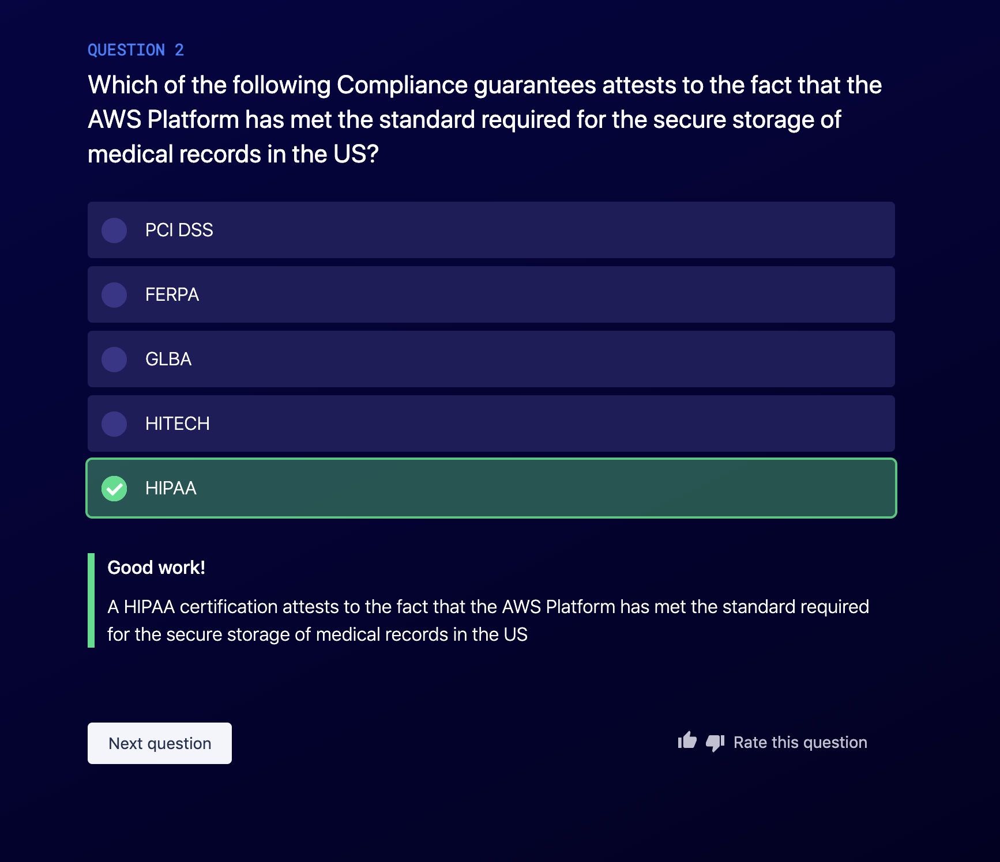 QUESTION 2
Which of the following Compliance guarantees attests to the fact that the
AWS Platform has met the standard required for the secure storage of
medical records in the US?
PCI DSS
FERPA
GLBA
HITECH
HIPAA
Good work!
A HIPAA certification attests to the fact that the AWS Platform has met the standard required
for the secure storage of medical records in the US
Next question
Rate this question